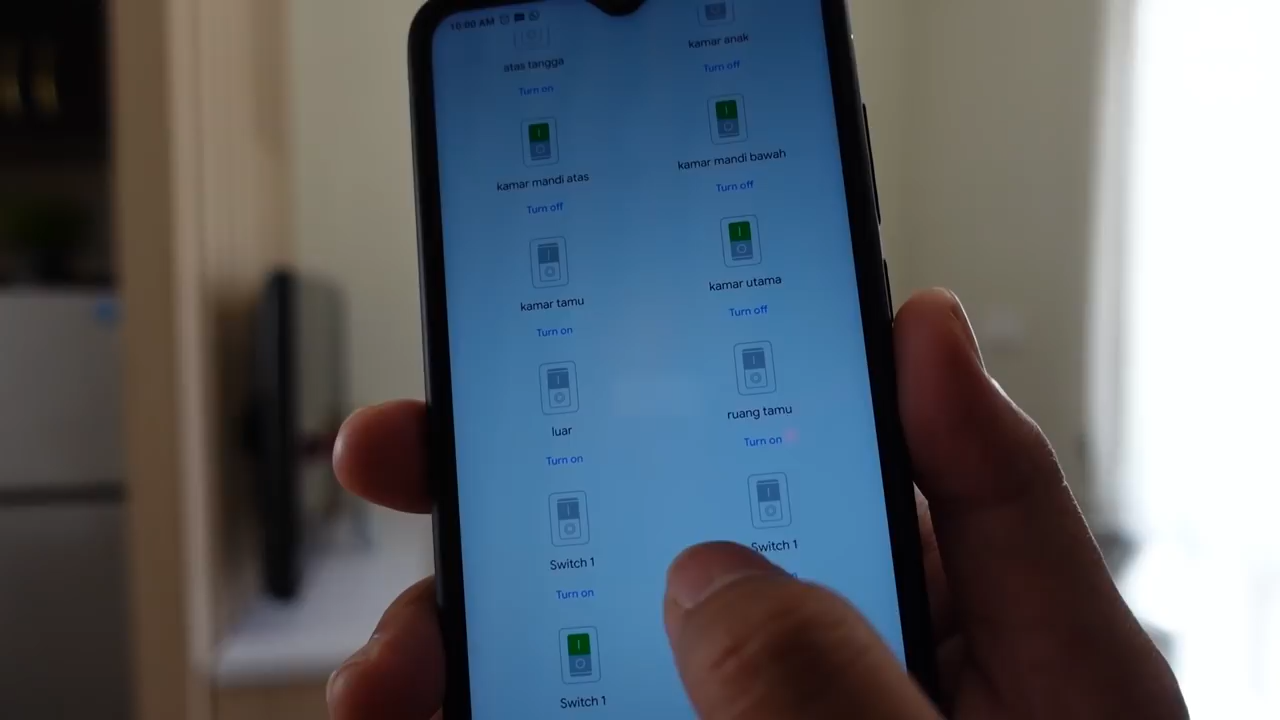 10:00 AM
atas tangga
kamar anak
Turn on
Turn off
kamar mandi atas
kamar mandi bawah
Turn off
Turn off
kamar tamu
kamar utama
Turn on
Turn off
luar
ruang tamu
Turn on
Turn on
Switch 1
Switch 1
Turn on
Switch 1